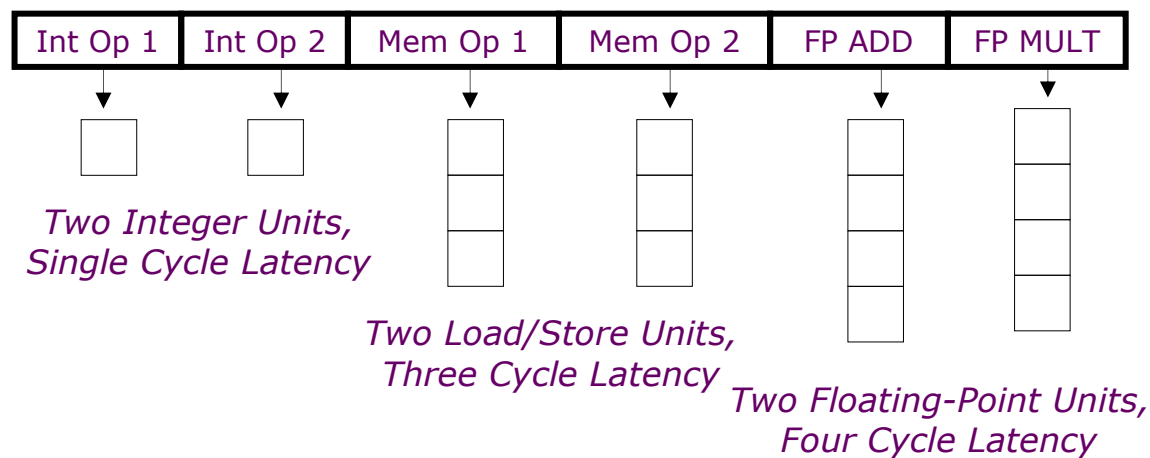 Int Op 1 Int Op 2 Mem Op 1 Mem Op 2 FP ADD FP MULT
Two Integer Units,
Single Cycle Latency
Two Load/Store Units,
Three Cycle Latency
Two Floating-Point Units,
Four Cycle Latency